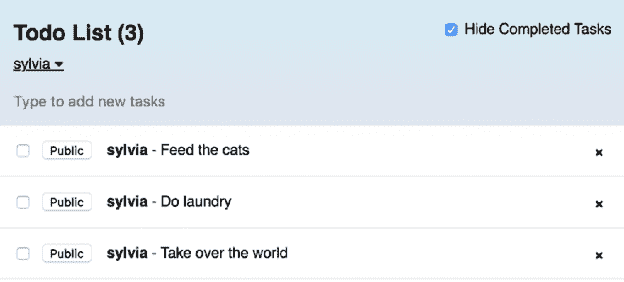 Todo List (3)
Hide Completed Tasks
sylvia
Type to add new tasks
Public sylvia - Feed the cats ×
Public sylvia - Do laundry ×
Public sylvia - Take over the world ×